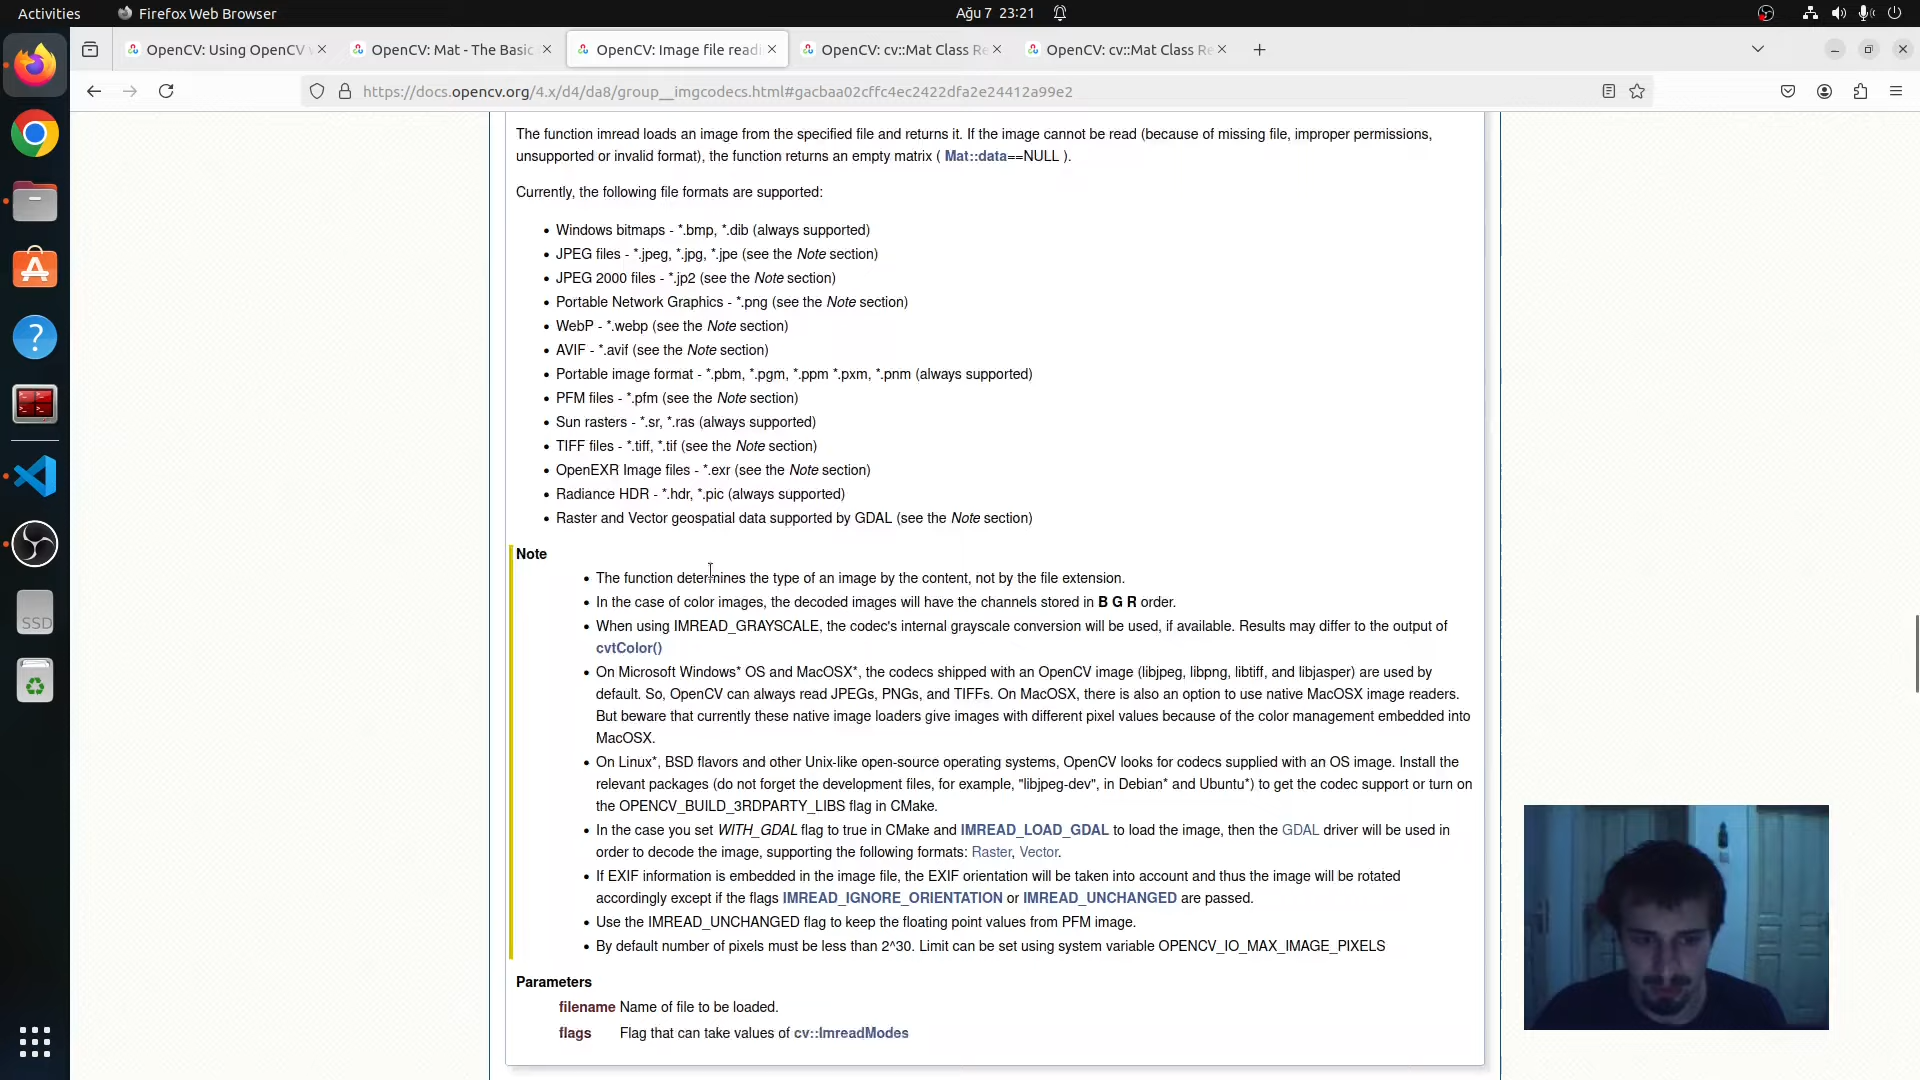 Activities
Firefox Web Browser
Ağu 7 23:21
OpenCV: Using OpenCV
OpenCV: Mat - The Basic
OpenCV: Image file readi
OpenCV: cv::Mat Class Re
OpenCV: cv::Mat Class Re
https://docs.opencv.org/4.x/d4/da8/group__imgcodecs.html#gacbaa02cffc4ec2422dfa2e24412a99e2
The function imread loads an image from the specified file and returns it. If the image cannot be read (because of missing file, improper permissions,
unsupported or invalid format), the function returns an empty matrix ( Mat::data==NULL ).
Currently, the following file formats are supported:
• Windows bitmaps - *.bmp, *.dib (always supported)
• JPEG files - *.jpeg, *.jpg, *.jpe (see the Note section)
• JPEG 2000 files - *.jp2 (see the Note section)
• Portable Network Graphics - *.png (see the Note section)
• WebP - *.webp (see the Note section)
• AVIF - *.avif (see the Note section)
• Portable image format - *.pbm, *.pgm, *.ppm *.pxm, *.pnm (always supported)
• PFM files - *.pfm (see the Note section)
• Sun rasters - *.sr, *.ras (always supported)
• TIFF files - *.tiff, *.tif (see the Note section)
• OpenEXR Image files - *.exr (see the Note section)
• Radiance HDR - *.hdr, *.pic (always supported)
• Raster and Vector geospatial data supported by GDAL (see the Note section)
Note
• The function determines the type of an image by the content, not by the file extension.
• In the case of color images, the decoded images will have the channels stored in B G R order.
• When using IMREAD_GRAYSCALE, the codec's internal grayscale conversion will be used, if available. Results may differ to the output of
cvtColor()
• On Microsoft Windows* OS and MacOSX*, the codecs shipped with an OpenCV image (libjpeg, libpng, libtiff, and libjasper) are used by
default. So, OpenCV can always read JPEGs, PNGs, and TIFFs. On MacOSX, there is also an option to use native MacOSX image readers.
But beware that currently these native image loaders give images with different pixel values because of the color management embedded into
MacOSX.
• On Linux*, BSD flavors and other Unix-like open-source operating systems, OpenCV looks for codecs supplied with an OS image. Install the
relevant packages (do not forget the development files, for example, "libjpeg-dev", in Debian* and Ubuntu*) to get the codec support or turn on
the OPENCV_BUILD_3RDPARTY_LIBS flag in CMake.
• In the case you set WITH_GDAL flag to true in CMake and IMREAD_LOAD_GDAL to load the image, then the GDAL driver will be used in
order to decode the image, supporting the following formats: Raster, Vector.
• If EXIF information is embedded in the image file, the EXIF orientation will be taken into account and thus the image will be rotated
accordingly except if the flags IMREAD_IGNORE_ORIENTATION or IMREAD_UNCHANGED are passed.
• Use the IMREAD_UNCHANGED flag to keep the floating point values from PFM image.
• By default number of pixels must be less than 2^30. Limit can be set using system variable OPENCV_IO_MAX_IMAGE_PIXELS
Parameters
filename Name of file to be loaded.
flags Flag that can take values of cv::ImreadModes
SSD